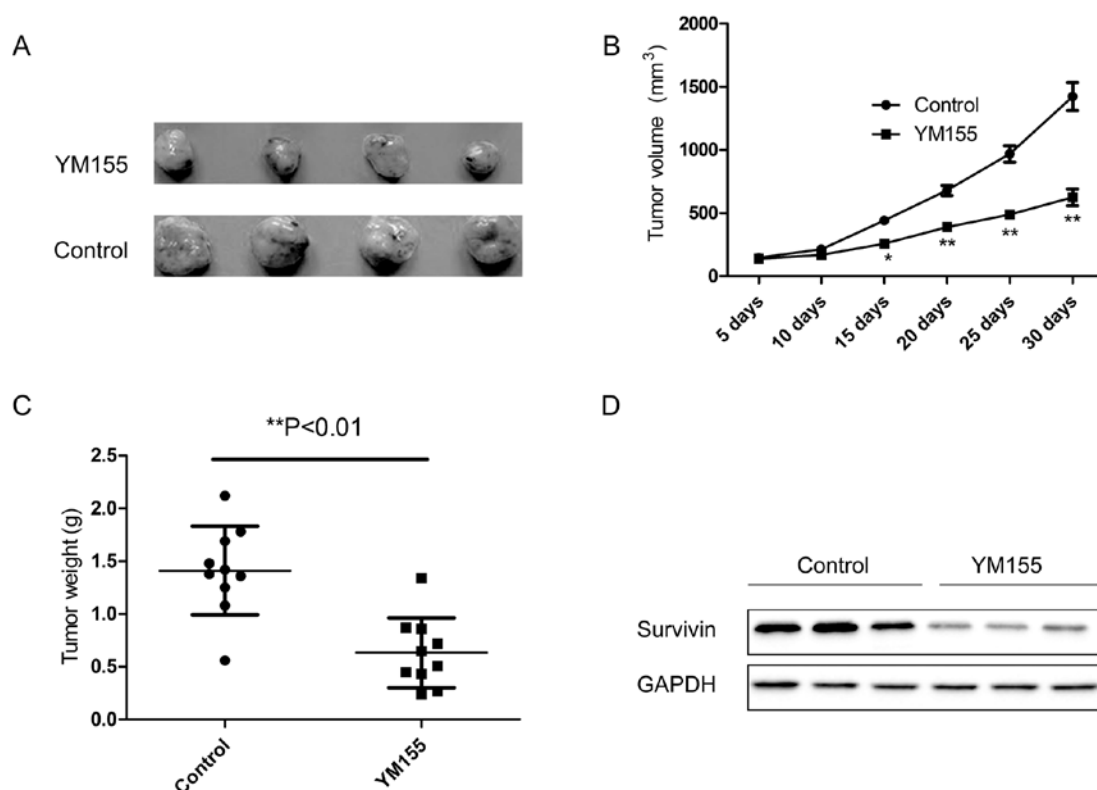 A
YM155
Control
B
Tumor volume (mm³)
2000
1500
1000
500
0
Control
YM155
*
**
**
**
5 days
10 days
15 days
20 days
25 days
30 days
C
**P<0.01
Tumor weight (g)
2.5
2.0
1.5
1.0
0.5
0.0
Control
YM155
D
Control YM155
Survivin
GAPDH